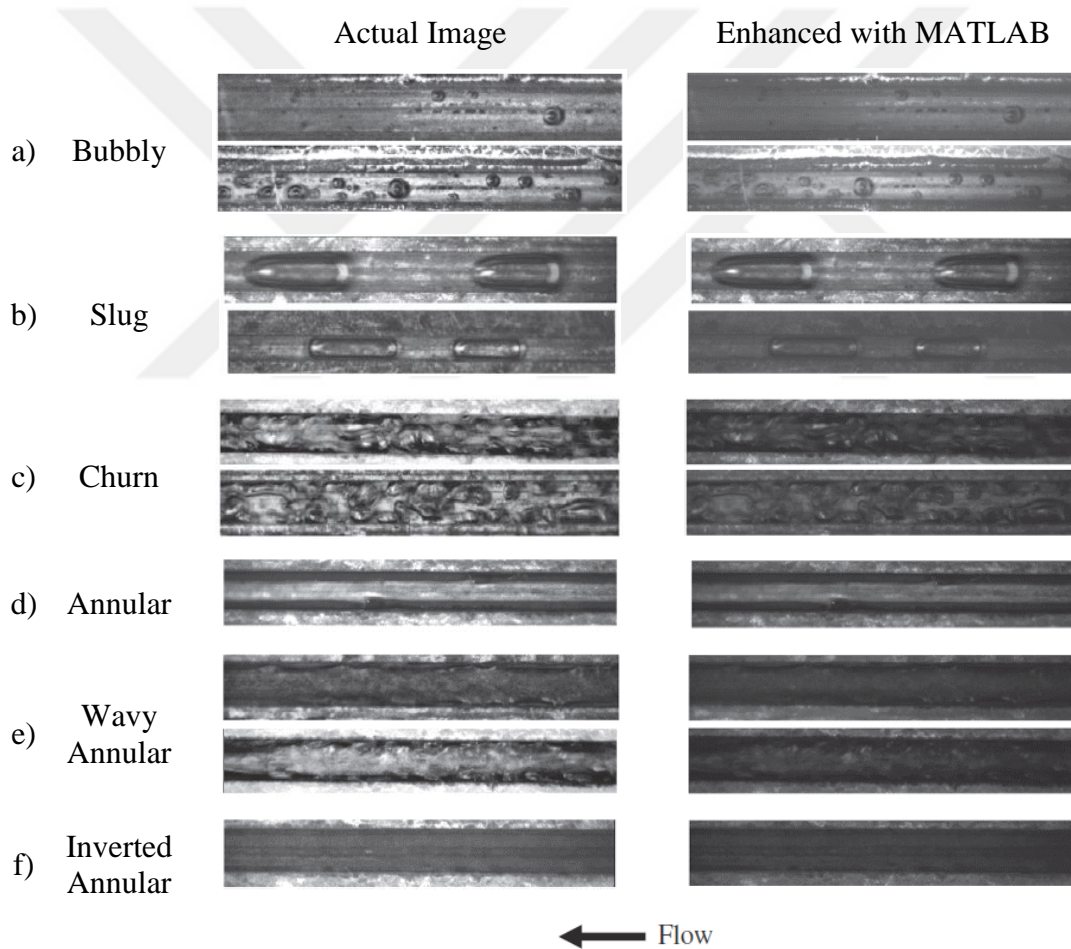 Actual Image
Enhanced with MATLAB
a) Bubbly
b) Slug
c) Churn
d) Annular
e) Wavy
Annular
f) Inverted
Annular
Flow